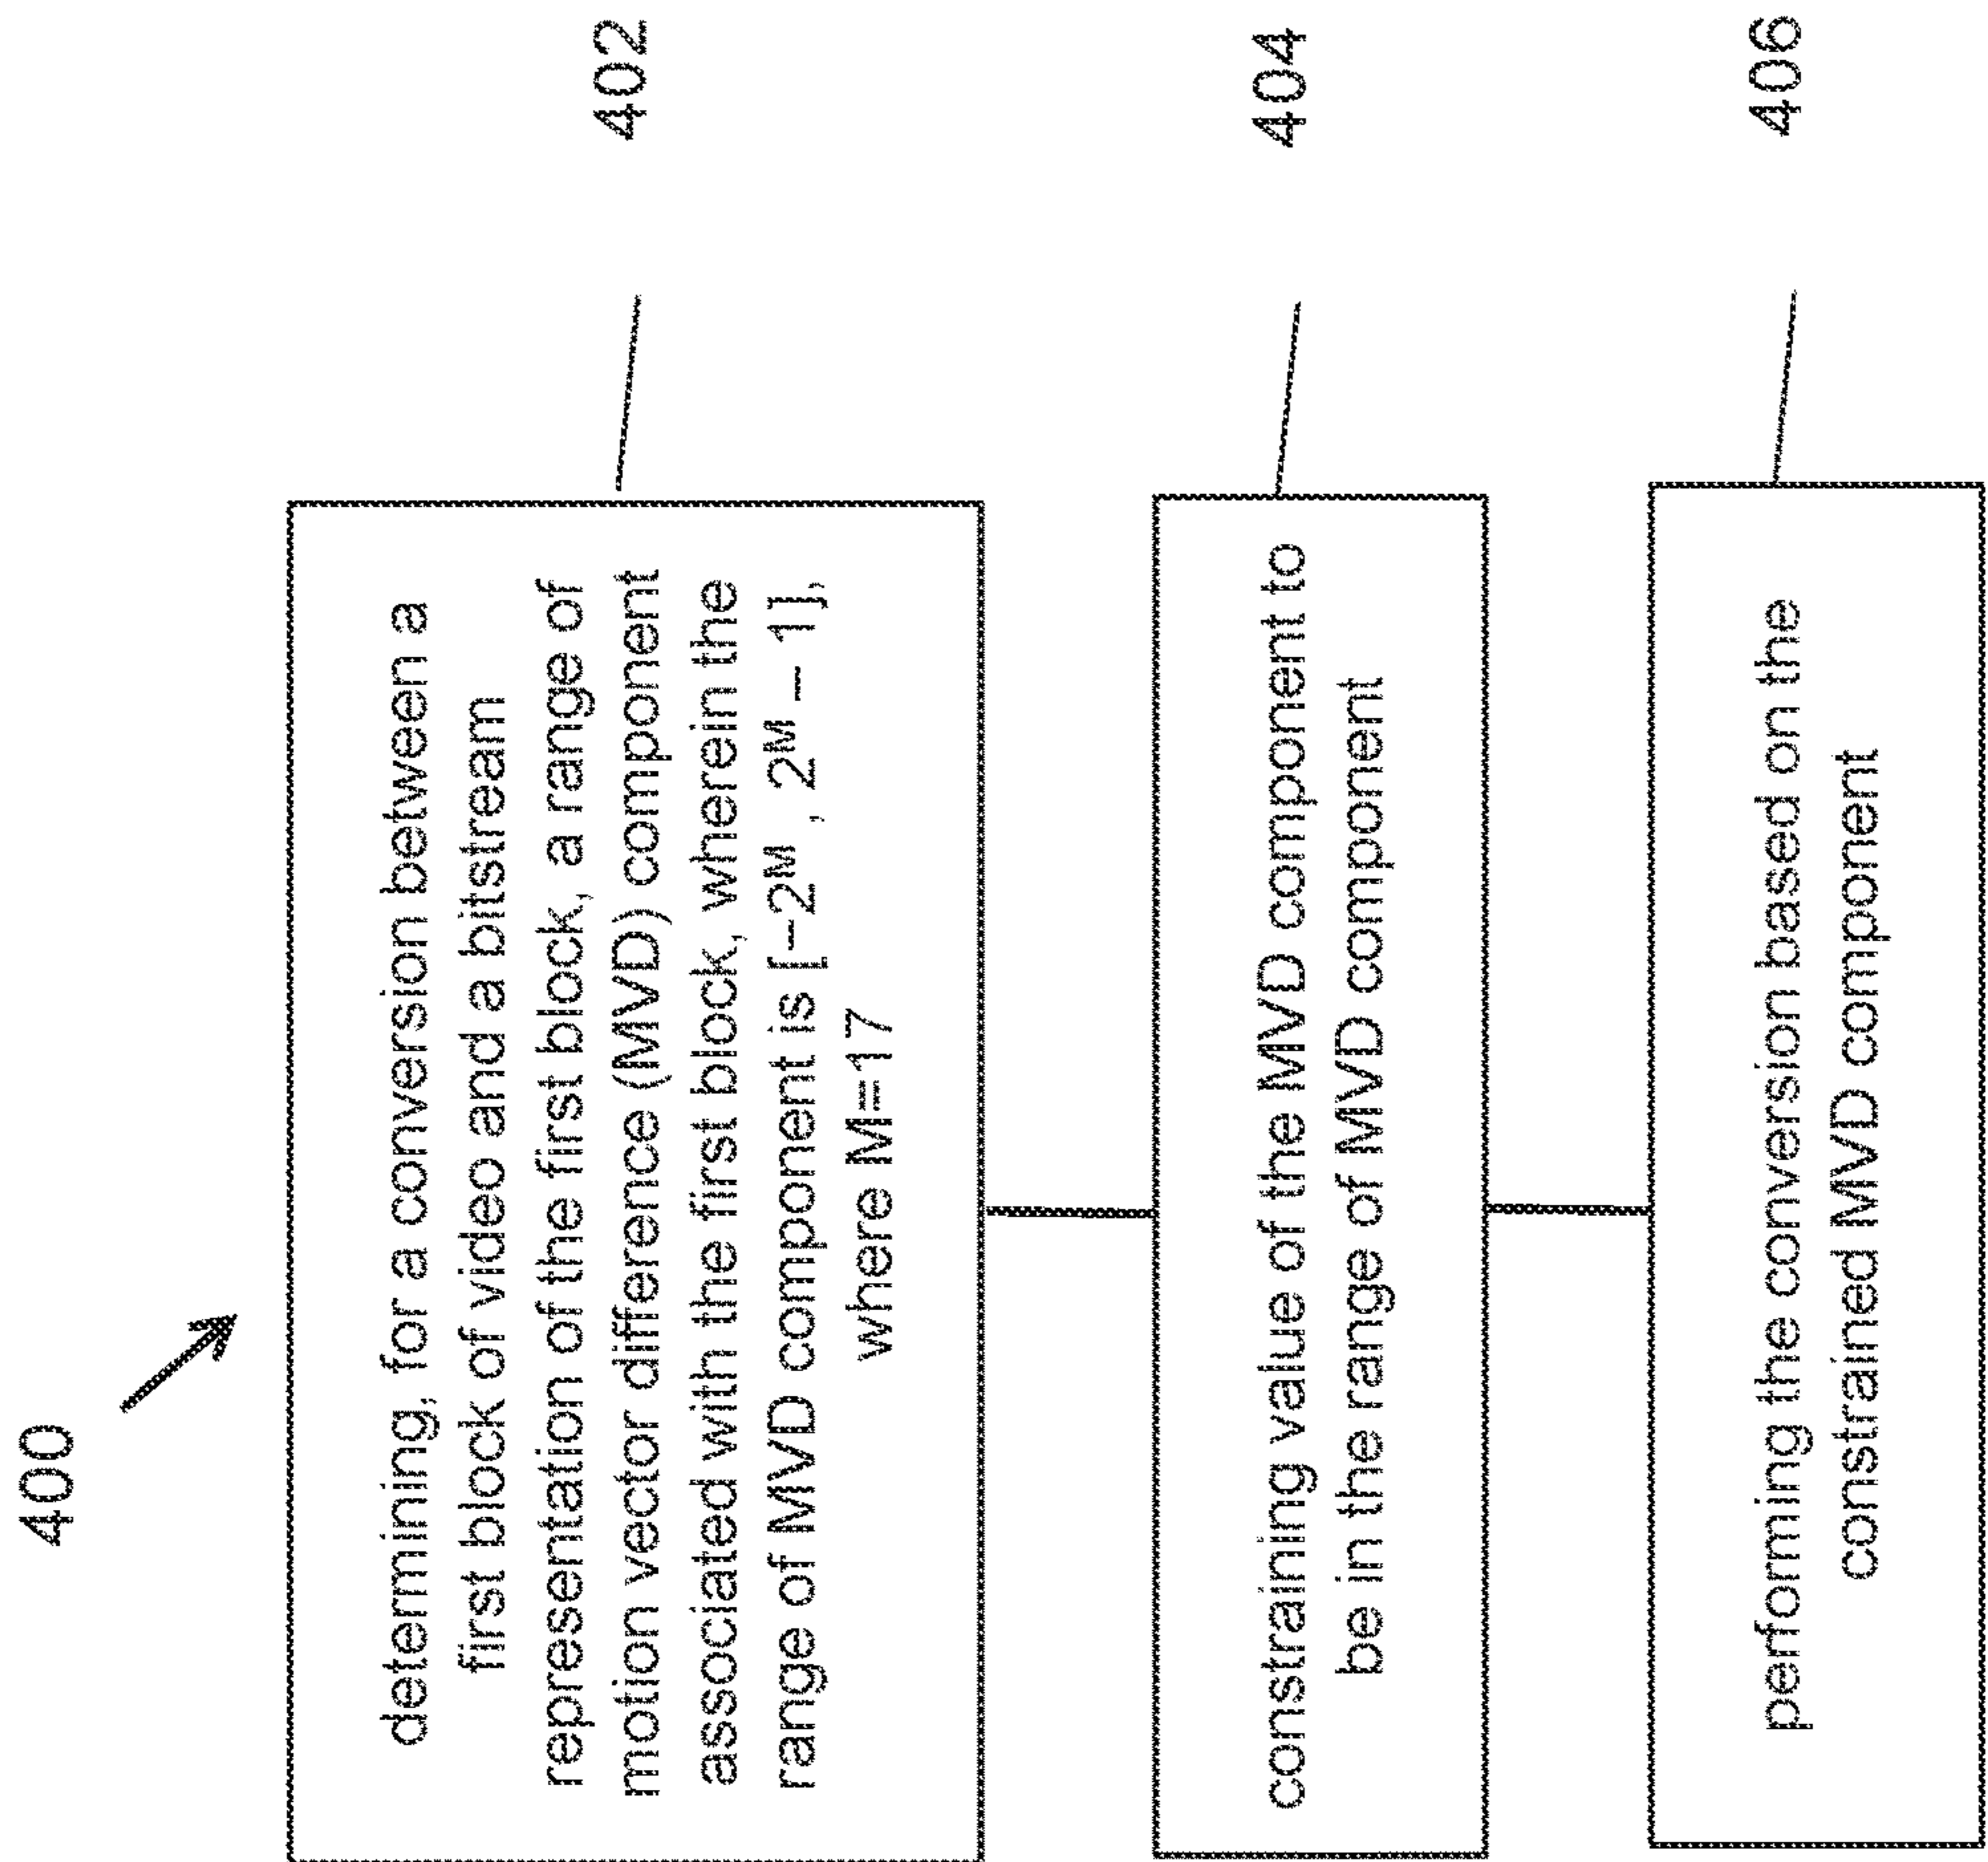 400
determining, for a conversion between a
first block of video and a bitstream
representation of the first block, a range of
motion vector difference (MVD) component
associated with the first block, wherein the
range of MVD component is [−2ᴹ , 2ᴹ – 1],
where M=17
402
constraining value of the MVD component to
be in the range of MVD component
404
performing the conversion based on the
constrained MVD component
406